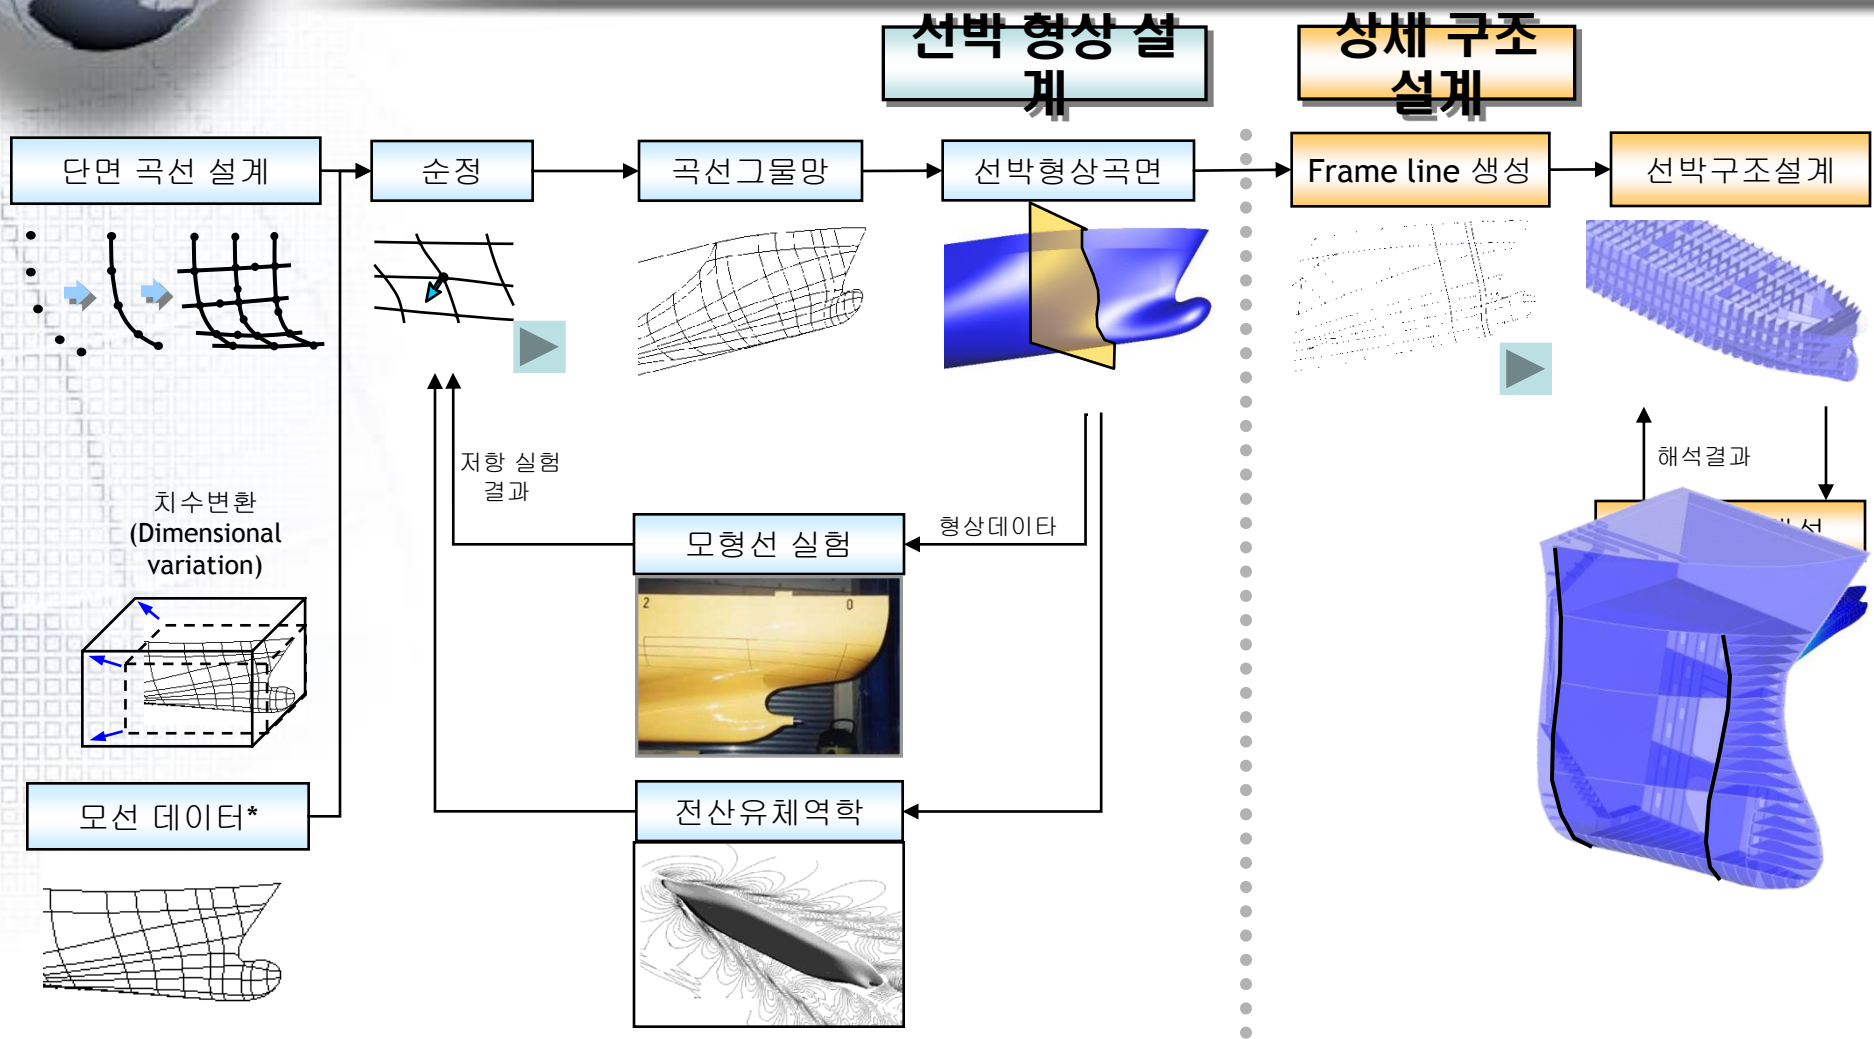 선박 형상 설
계
상세 구조
설계
단면 곡선 설계
순정
곡선그물망
선박형상곡면
Frame line 생성
선박구조설계
저항 실험
결과
해석결과
치수변환
(Dimensional
variation)
모형선 실험
형상데이타
2
0
모선 데이터*
전산유체역학